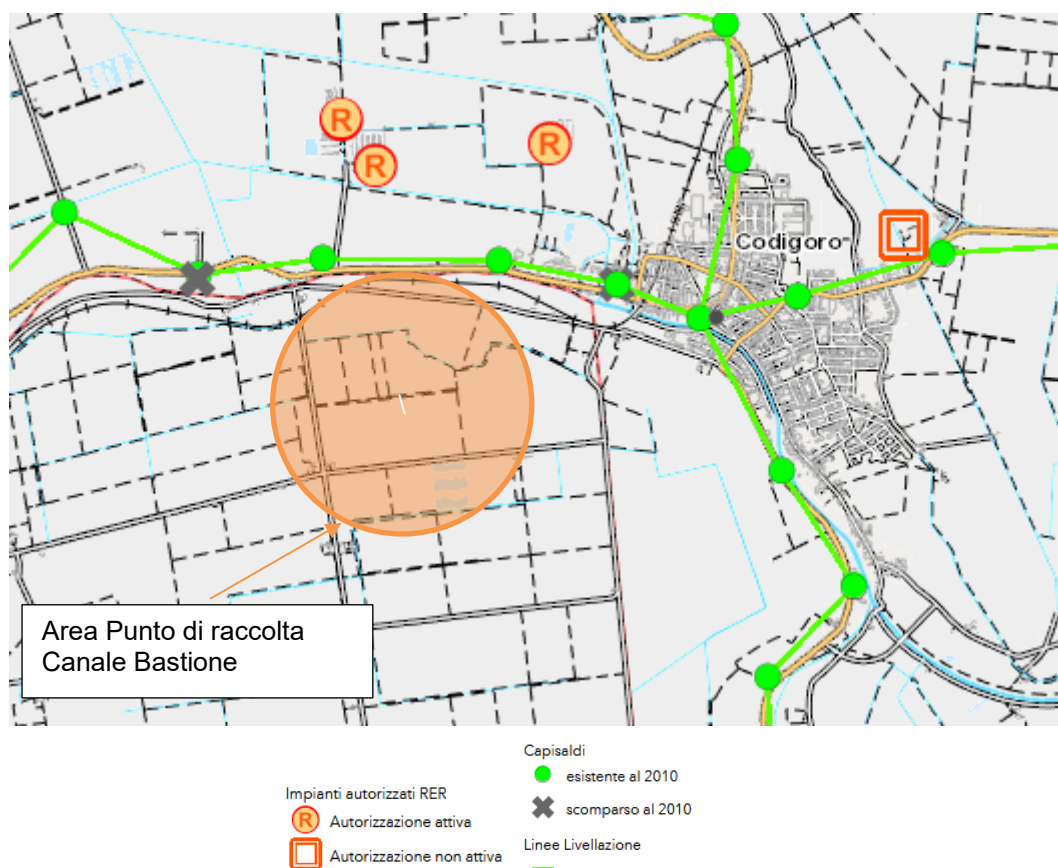 R
R
R
Codigoro
Area Punto di raccolta
Canale Bastione
Capisaldi
esistente al 2010
Impianti autorizzati RER
scomparso al 2010
R Autorizzazione attiva
Linee Livellazione
Autorizzazione non attiva